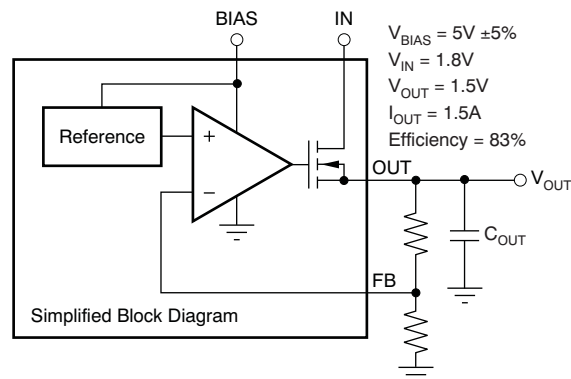 BIAS
IN
V_BIAS = 5V ±5%
V_IN = 1.8V
V_OUT = 1.5V
I_OUT = 1.5A
Efficiency = 83%
Reference
+
−
OUT
V_OUT
C_OUT
FB
Simplified Block Diagram